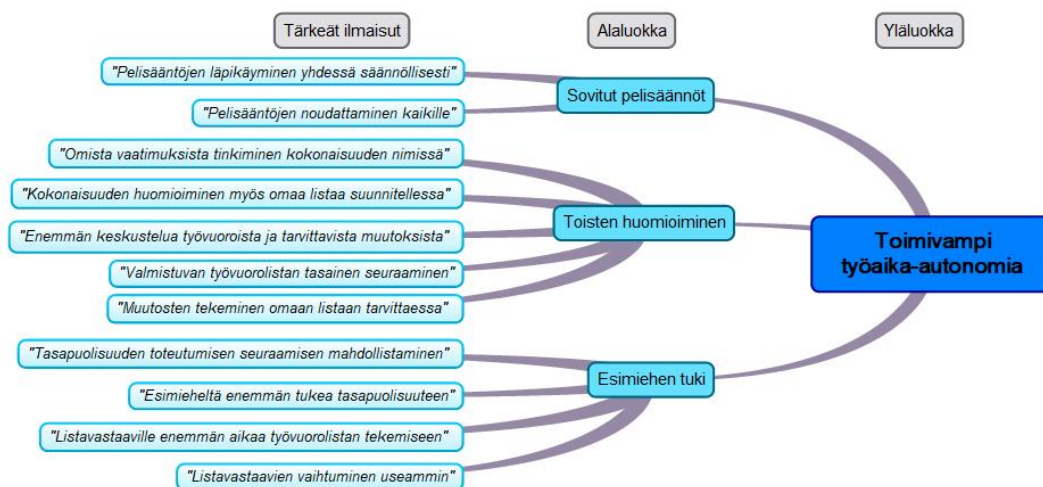 Tärkeät ilmaisut
Alaluokka
Yläluokka
"Pelisääntöjen läpikäyminen yhdessä säännöllisesti"
"Pelisääntöjen noudattaminen kaikille"
Sovitut pelisäännöt
"Omista vaatimuksista tinkiminen kokonaisuuden nimissä"
"Kokonaisuuden huomioiminen myös omaa listaa suunnitellessa"
"Enemmän keskustelua työvuoroista ja tarvittavista muutoksista"
"Valmistuvan työvuorolistan tasainen seuraaminen"
"Muutosten tekeminen omaan listaan tarvittaessa"
Toisten huomioiminen
"Tasapuolisuuden toteutumisen seuraamisen mahdollistaminen"
"Esimieheltä enemmän tukea tasapuolisuuteen"
"Listavastaaville enemmän aikaa työvuorolistan tekemiseen"
"Listavastaavien vaihtuminen useammin"
Esimiehen tuki
Toimivampi
työaika-autonomia